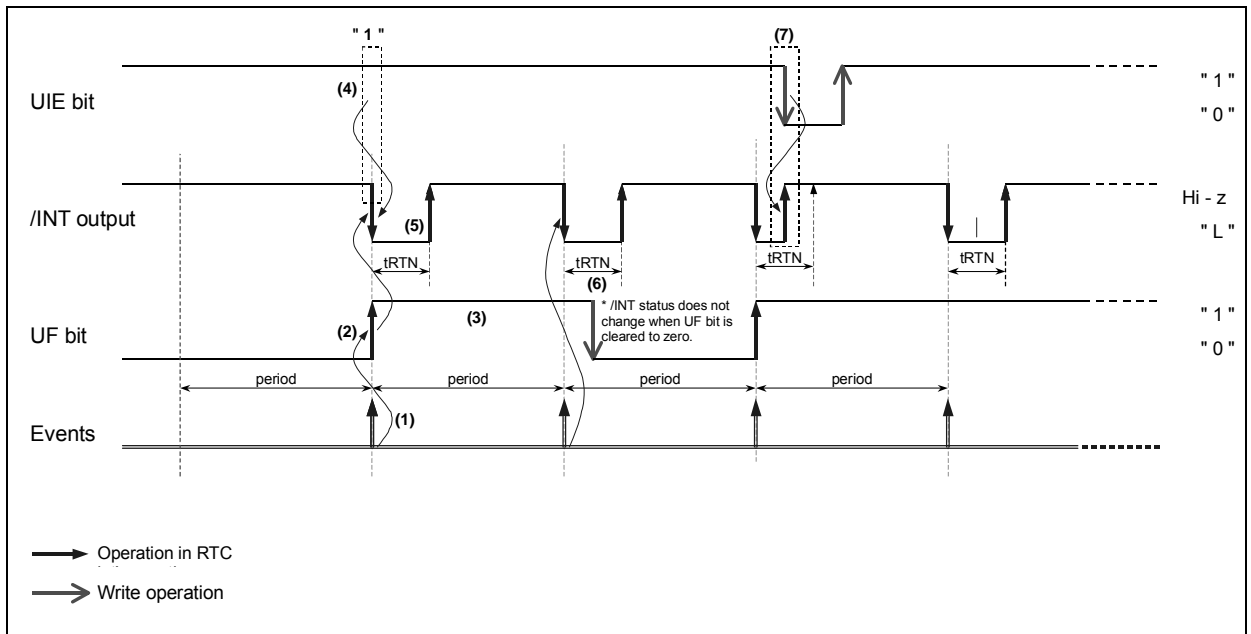 " 1 "
(7)
UIE bit
(4)
" 1 "
" 0 "
/INT output
(5)
Hi - z
" L "
tRTN
tRTN
tRTN
tRTN
(6)
* /INT status does not
change when UF bit is
cleared to zero.
UF bit
(2)
(3)
" 1 "
" 0 "
period
period
period
period
Events
(1)
Operation in RTC
Write operation